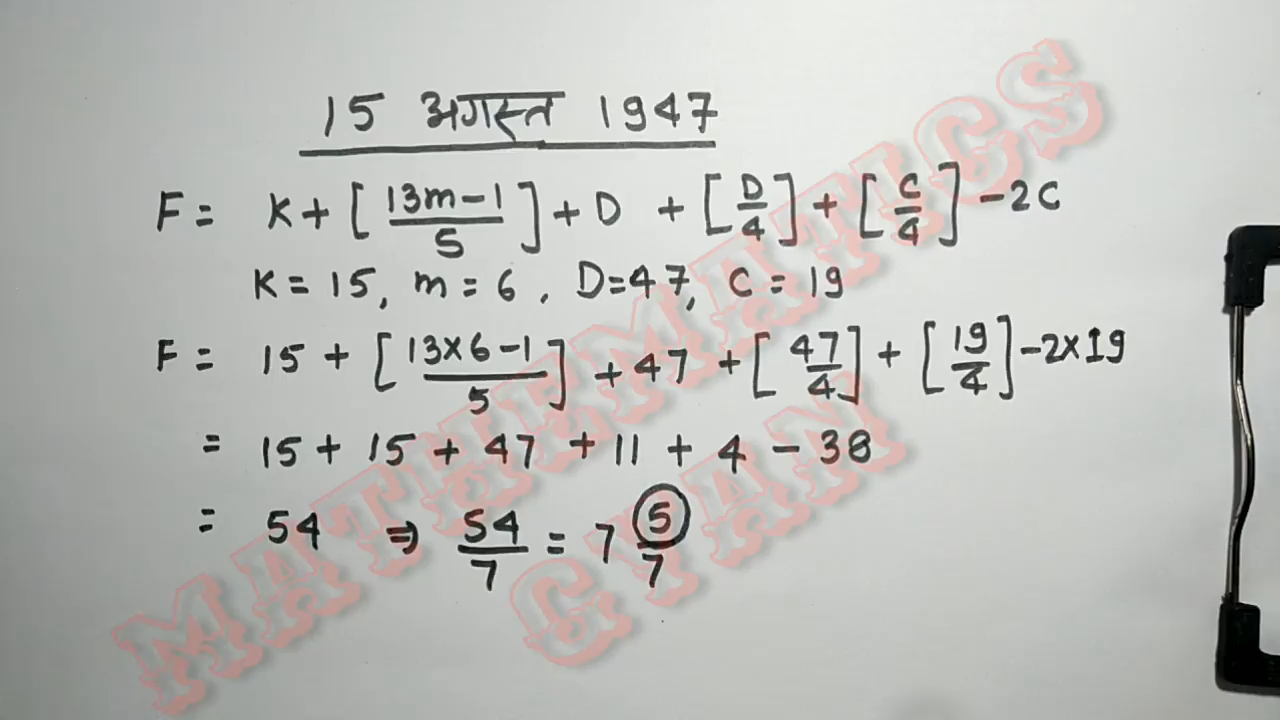 15 अगस्त 1947
F = K + [13m-1/5] + D + [D/4] + [C/4] - 2C
K = 15, m = 6, D=47, C = 19
F = 15 + [13×6-1/5] + 47 + [47/4] + [19/4] - 2×19
= 15 + 15 + 47 + 11 + 4 - 38
= 54 ⇒ 54/7 = 7 5/7
MATHEMATICS
GYAN